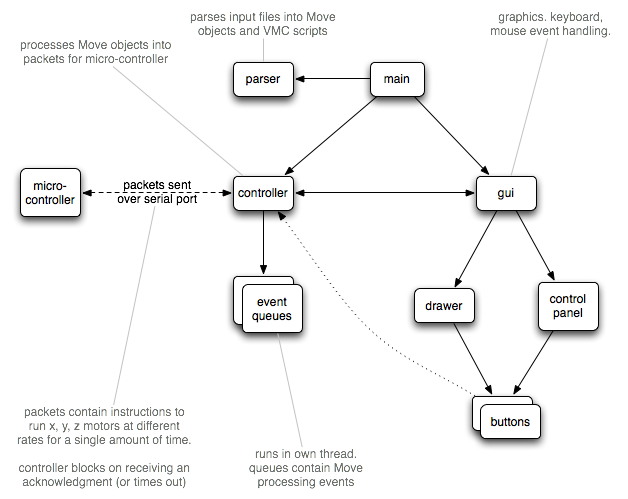 parses input files into Move
objects and VMC scripts
graphics. keyboard,
mouse event handling.
processes Move objects into
packets for micro-controller
parser
main
micro-
controller
packets sent
over serial port
controller
gui
event
queues
drawer
control
panel
buttons
packets contain instructions to
run x, y, z motors at different
rates for a single amount of time.
controller blocks on receiving an
acknowledgment (or times out)
runs in own thread.
queues contain Move
processing events